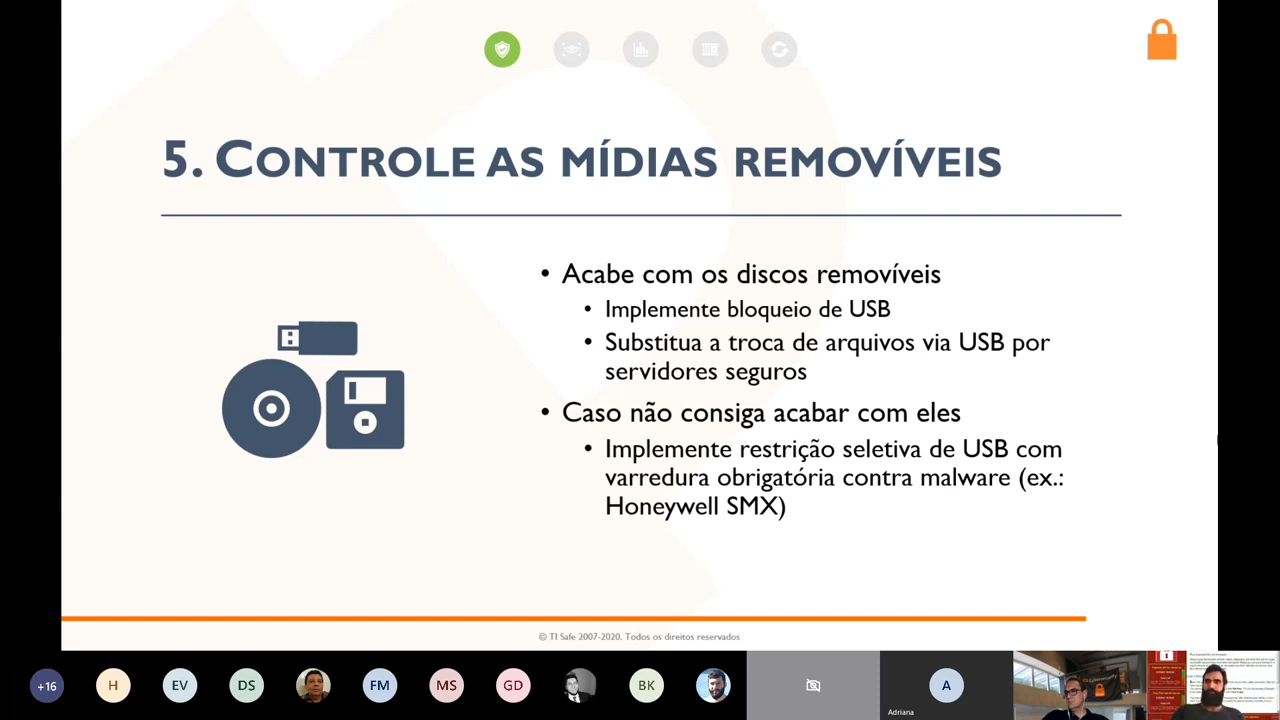 5. CONTROLE AS MÍDIAS REMOVÍVEIS
• Acabe com os discos removíveis
• Implemente bloqueio de USB
• Substitua a troca de arquivos via USB por
servidores seguros
• Caso não consiga acabar com eles
• Implemente restrição seletiva de USB com
varredura obrigatória contra malware (ex.:
Honeywell SMX)
© TI Safe 2007-2020. Todos os direitos reservados
+16
H
EV
DS
FM
MS
GD
BK
A
Adriana